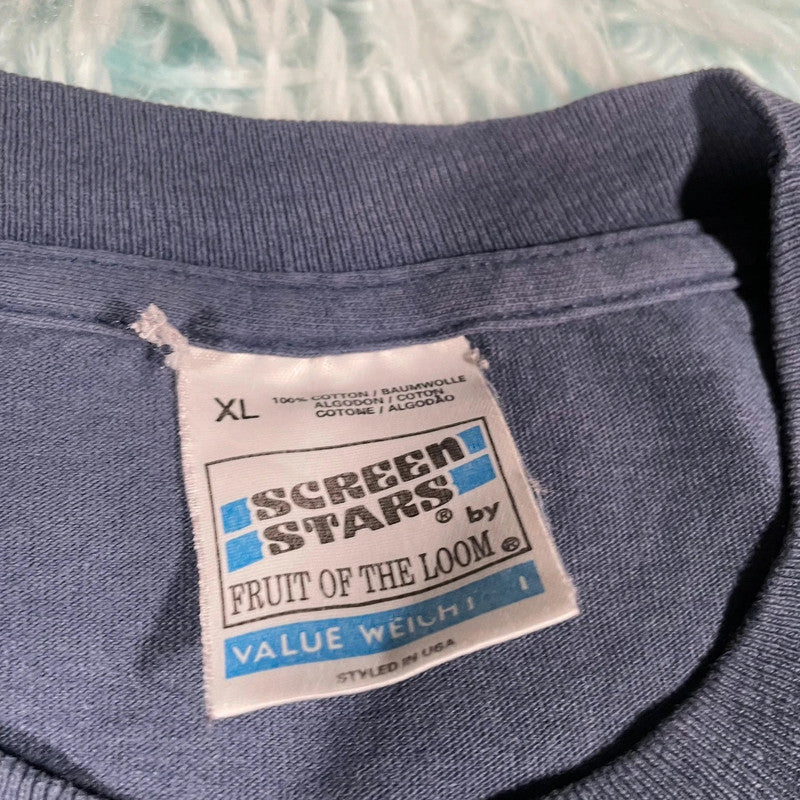 XL
100% COTTON / BAUMWOLLE
ALGODON / COTON
COTONE / ALGODÃO
SCREEN
STARS® by
FRUIT OF THE LOOM®
VALUE WEIGHT
STYLED IN USA